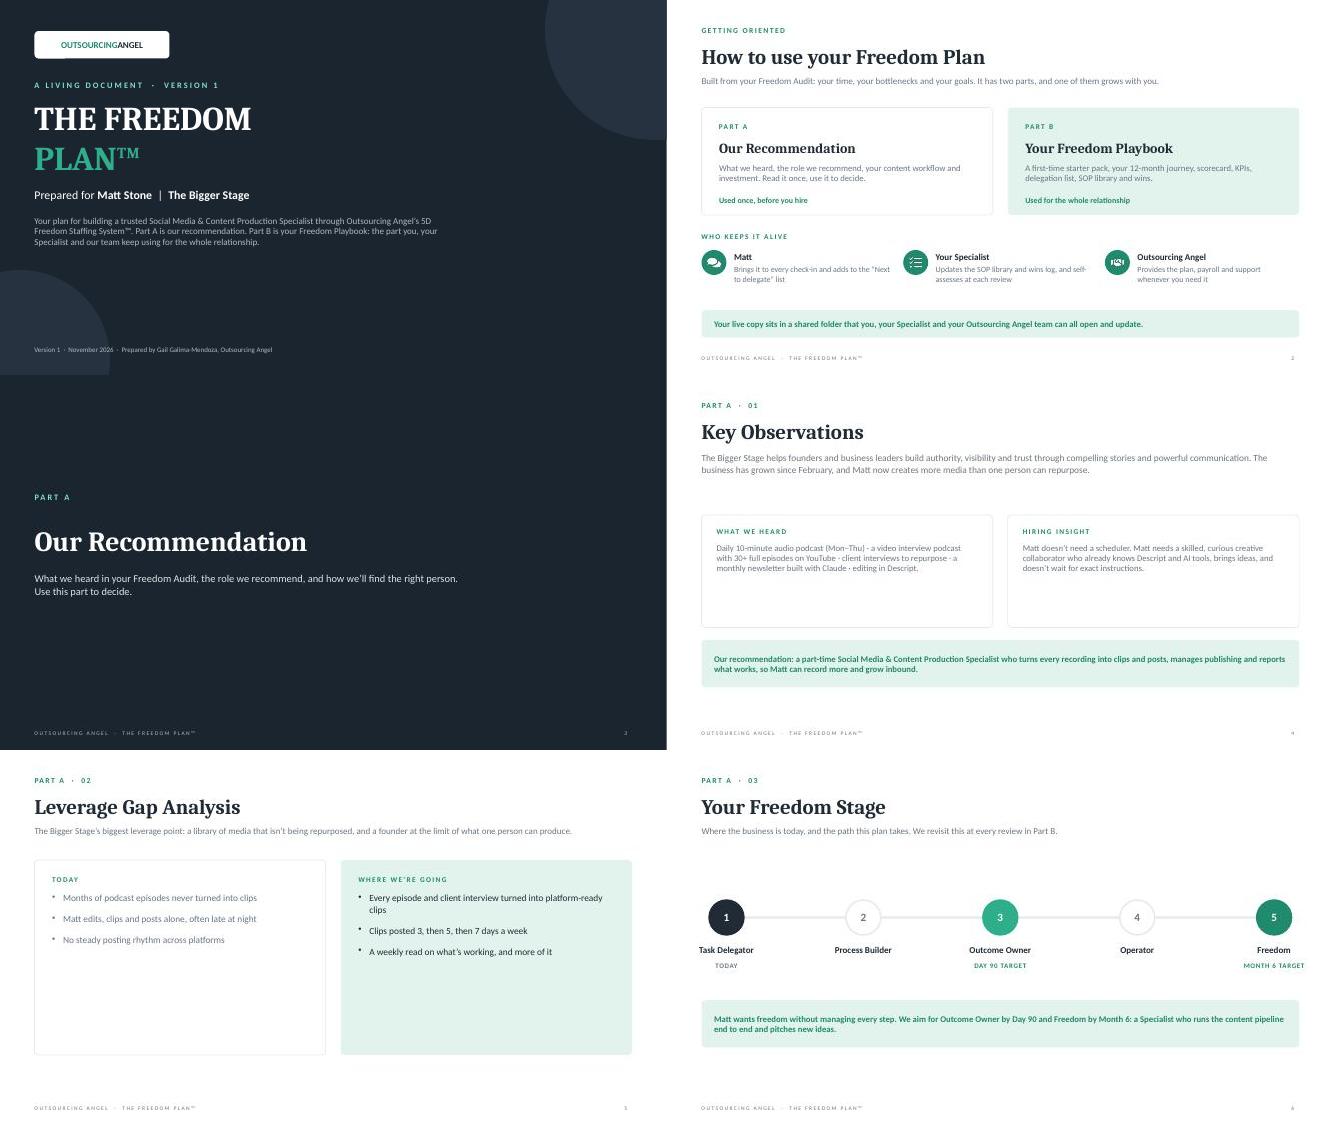 OUTSOURCINGANGEL
A LIVING DOCUMENT · VERSION 1
THE FREEDOM
PLAN™
Prepared for Matt Stone | The Bigger Stage
Your plan for building a trusted Social Media & Content Production Specialist through Outsourcing Angel's 5D
Freedom Staffing System™. Part A is our recommendation. Part B is your Freedom Playbook: the part you, your
Specialist and our team keep using for the whole relationship.
Version 1 · November 2026 · Prepared by Gail Galima-Mendoza, Outsourcing Angel
GETTING ORIENTED
How to use your Freedom Plan
Built from your Freedom Audit: your time, your bottlenecks and your goals. It has two parts, and one of them grows with you.
PART A
Our Recommendation
What we heard, the role we recommend, your content workflow and
investment. Read it once, use it to decide.
Used once, before you hire
PART B
Your Freedom Playbook
A first-time starter pack, your 12-month journey, scorecard, KPIs,
delegation list, SOP library and wins.
Used for the whole relationship
WHO KEEPS IT ALIVE
Matt
Brings it to every check-in and adds to the "Next
to delegate" list
Your Specialist
Updates the SOP library and wins log, and self-
assesses at each review
Outsourcing Angel
Provides the plan, payroll and support
whenever you need it
Your live copy sits in a shared folder that you, your Specialist and your Outsourcing Angel team can all open and update.
OUTSOURCING ANGEL · THE FREEDOM PLAN™
2
PART A
Our Recommendation
What we heard in your Freedom Audit, the role we recommend, and how we'll find the right person.
Use this part to decide.
OUTSOURCING ANGEL · THE FREEDOM PLAN™
3
PART A · 01
Key Observations
The Bigger Stage helps founders and business leaders build authority, visibility and trust through compelling stories and powerful communication. The
business has grown since February, and Matt now creates more media than one person can repurpose.
WHAT WE HEARD
Daily 10-minute audio podcast (Mon–Thu) · a video interview podcast
with 30+ full episodes on YouTube · client interviews to repurpose · a
monthly newsletter built with Claude · editing in Descript.
HIRING INSIGHT
Matt doesn't need a scheduler. Matt needs a skilled, curious creative
collaborator who already knows Descript and AI tools, brings ideas, and
doesn't wait for exact instructions.
Our recommendation: a part-time Social Media & Content Production Specialist who turns every recording into clips and posts, manages publishing and reports
what works, so Matt can record more and grow inbound.
OUTSOURCING ANGEL · THE FREEDOM PLAN™
4
PART A · 02
Leverage Gap Analysis
The Bigger Stage's biggest leverage point: a library of media that isn't being repurposed, and a founder at the limit of what one person can produce.
TODAY
• Months of podcast episodes never turned into clips
• Matt edits, clips and posts alone, often late at night
• No steady posting rhythm across platforms
WHERE WE'RE GOING
• Every episode and client interview turned into platform-ready
clips
• Clips posted 3, then 5, then 7 days a week
• A weekly read on what's working, and more of it
OUTSOURCING ANGEL · THE FREEDOM PLAN™
5
PART A · 03
Your Freedom Stage
Where the business is today, and the path this plan takes. We revisit this at every review in Part B.
1
2
3
4
5
Task Delegator
Process Builder
Outcome Owner
Operator
Freedom
TODAY
DAY 90 TARGET
MONTH 6 TARGET
Matt wants freedom without managing every step. We aim for Outcome Owner by Day 90 and Freedom by Month 6: a Specialist who runs the content pipeline
end to end and pitches new ideas.
OUTSOURCING ANGEL · THE FREEDOM PLAN™
6